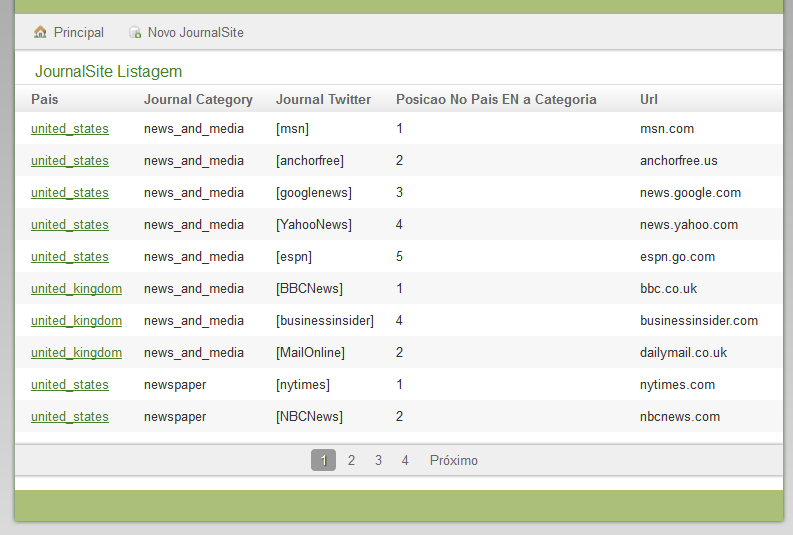 Principal Novo JournalSite
JournalSite Listagem
Pais Journal Category Journal Twitter Posicao No Pais EN a Categoria Url
united_states news_and_media [msn] 1 msn.com
united_states news_and_media [anchorfree] 2 anchorfree.us
united_states news_and_media [googlenews] 3 news.google.com
united_states news_and_media [YahooNews] 4 news.yahoo.com
united_states news_and_media [espn] 5 espn.go.com
united_kingdom news_and_media [BBCNews] 1 bbc.co.uk
united_kingdom news_and_media [businessinsider] 4 businessinsider.com
united_kingdom news_and_media [MailOnline] 2 dailymail.co.uk
united_states newspaper [nytimes] 1 nytimes.com
united_states newspaper [NBCNews] 2 nbcnews.com
1 2 3 4 Próximo